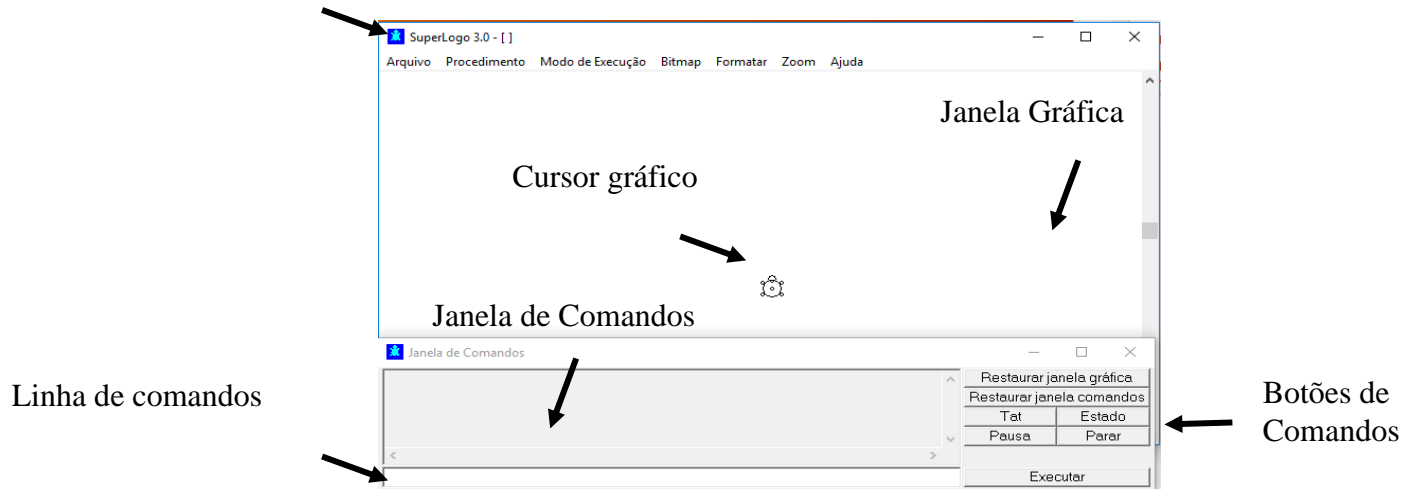 SuperLogo 3.0 - [ ]
Arquivo Procedimento Modo de Execução Bitmap Formatar Zoom Ajuda
Janela Gráfica
Cursor gráfico
Janela de Comandos
Janela de Comandos
Linha de comandos
Restaurar janela gráfica
Restaurar janela comandos
Tat Estado
Pausa Parar
Executar
Botões de
Comandos